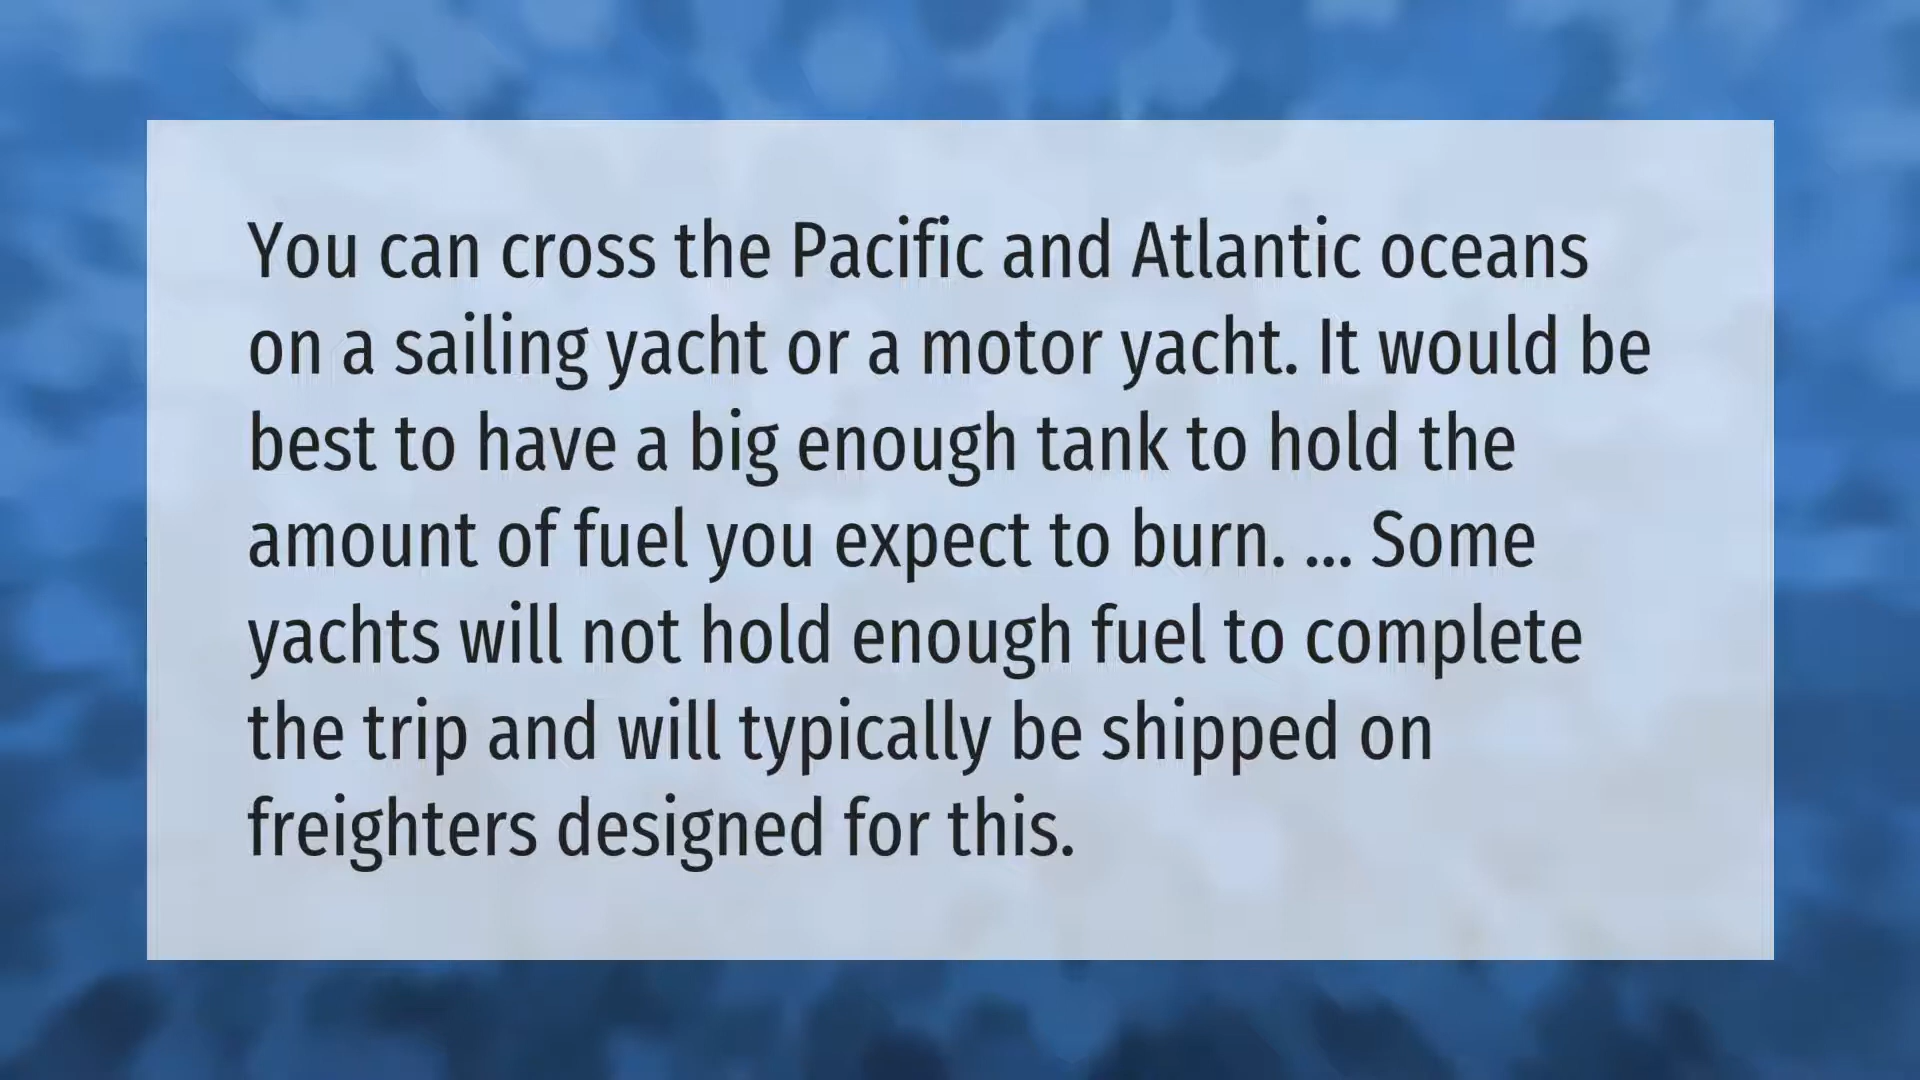 You can cross the Pacific and Atlantic oceans
on a sailing yacht or a motor yacht. It would be
best to have a big enough tank to hold the
amount of fuel you expect to burn. ... Some
yachts will not hold enough fuel to complete
the trip and will typically be shipped on
freighters designed for this.